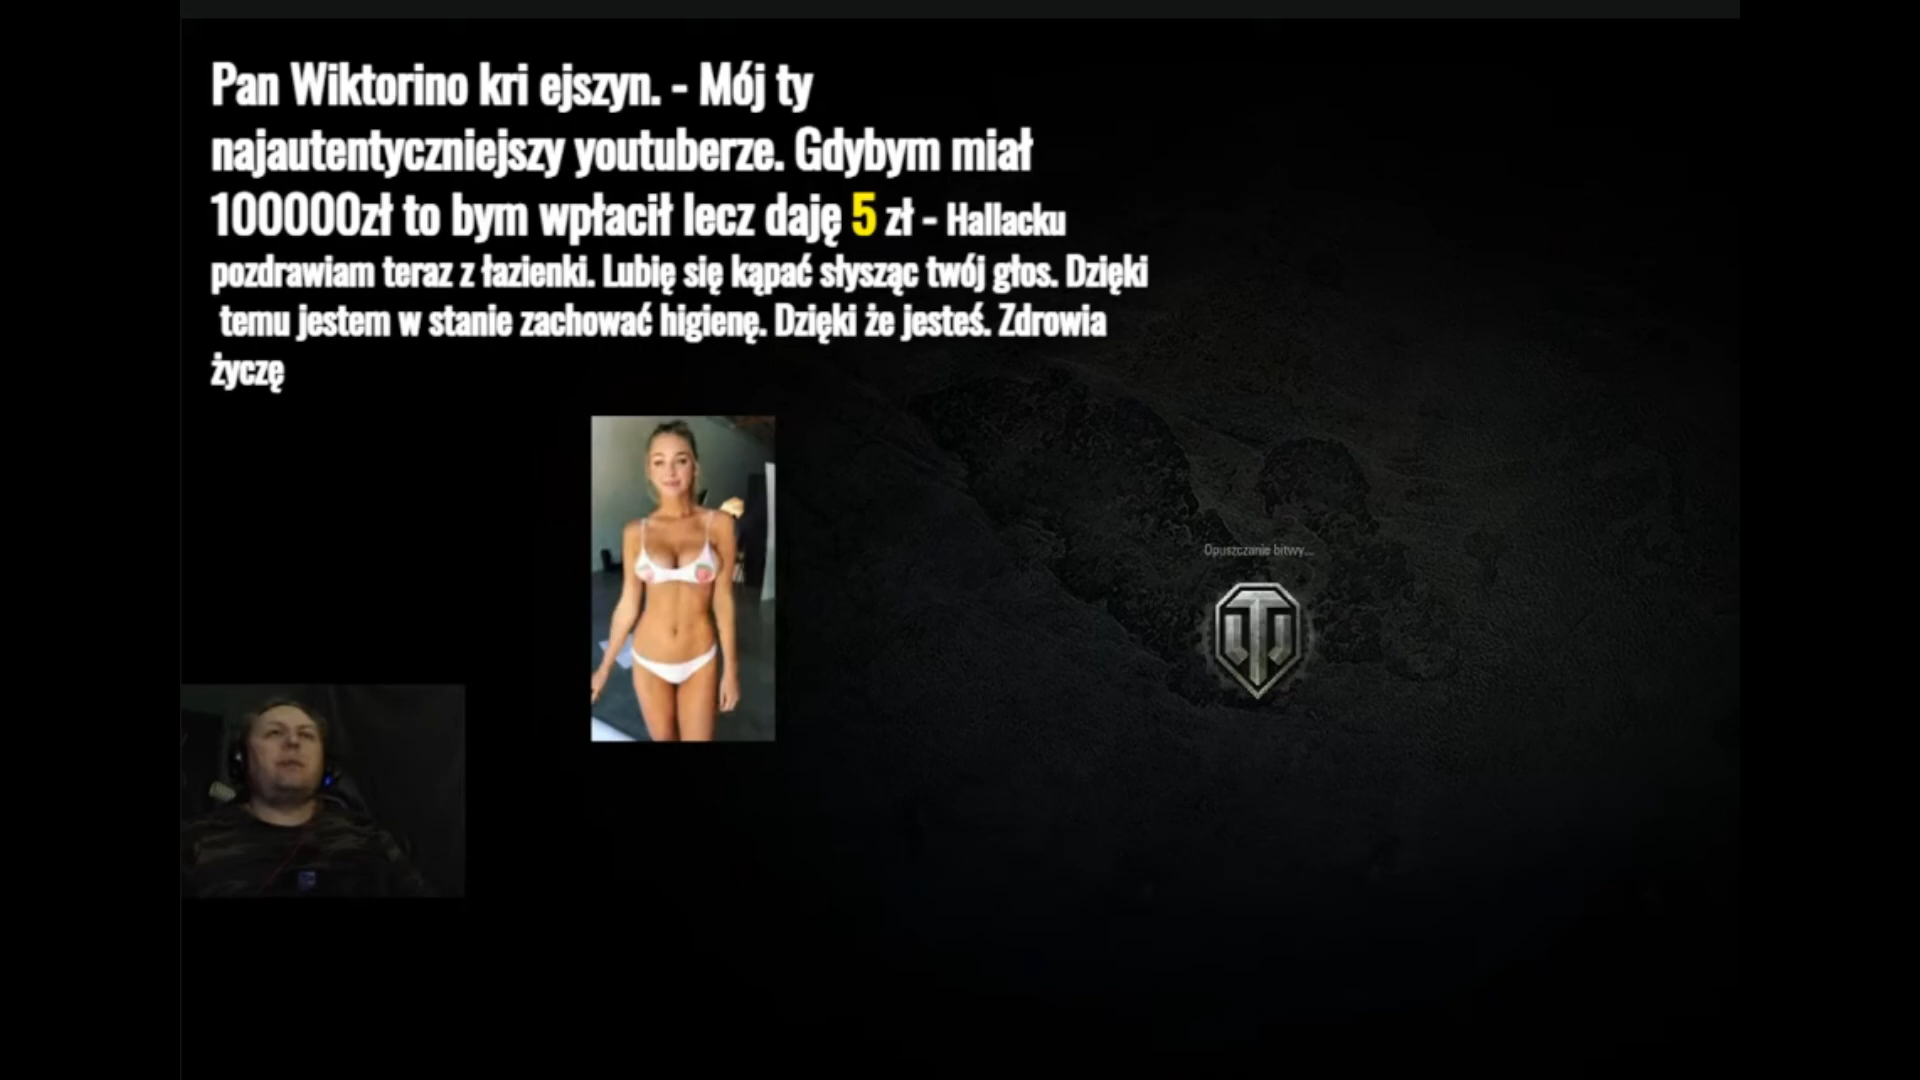 Pan Wiktorino kri ejszyn. - Mój ty
najautentyczniejszy youtuberze. Gdybym miał
100000zł to bym wpłacił lecz daję 5 zł - Hallacku
pozdrawiam teraz z łazienki. Lubię się kąpać słysząc twój głos. Dzięki
temu jestem w stanie zachować higienę. Dzięki że jesteś. Zdrowia
życzę
Opuszczanie bitwy...